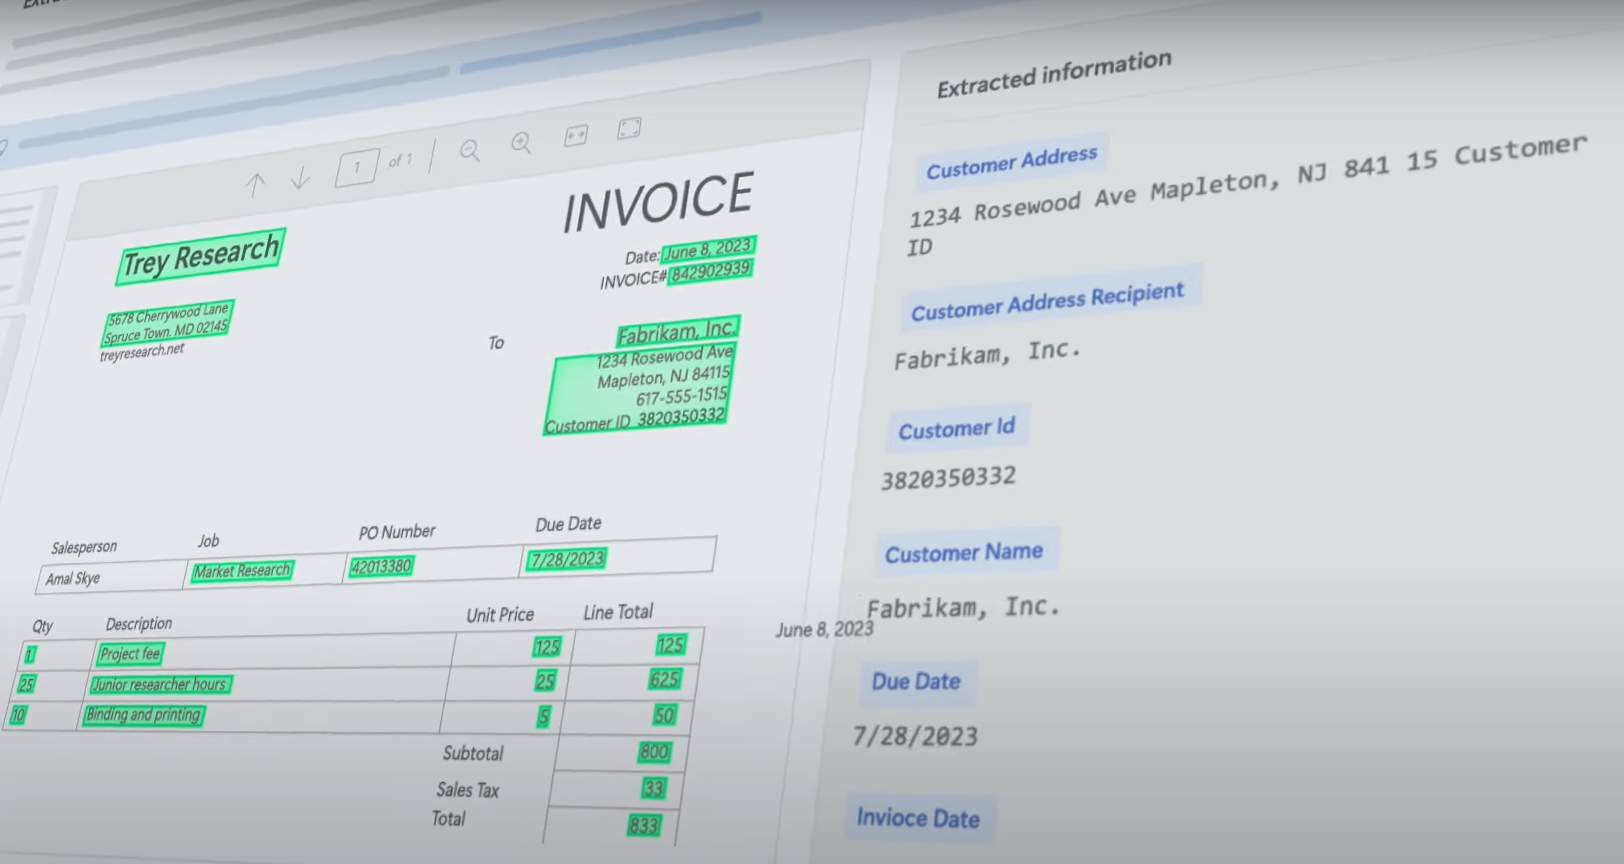 1
of 1
INVOICE
Trey Research
Date: June 8, 2023
INVOICE# 842902939
5678 Cherrywood Lane
Spruce Town. MD 02145
treyresearch.net
To
Fabrikam, Inc.
1234 Rosewood Ave
Mapleton, NJ 84115
617-555-1515
Customer ID 3820350332
Salesperson Job PO Number Due Date
Amal Skye Market Research 42013380 7/28/2023
Qty Description Unit Price Line Total
1 Project fee 125 125
25 Junior researcher hours 25 625
10 Binding and printing 5 50
Subtotal 800
Sales Tax 33
Total 833
June 8, 2023
Extracted information
Customer Address
1234 Rosewood Ave Mapleton, NJ 841 15 Customer
ID
Customer Address Recipient
Fabrikam, Inc.
Customer Id
3820350332
Customer Name
Fabrikam, Inc.
Due Date
7/28/2023
Invioce Date